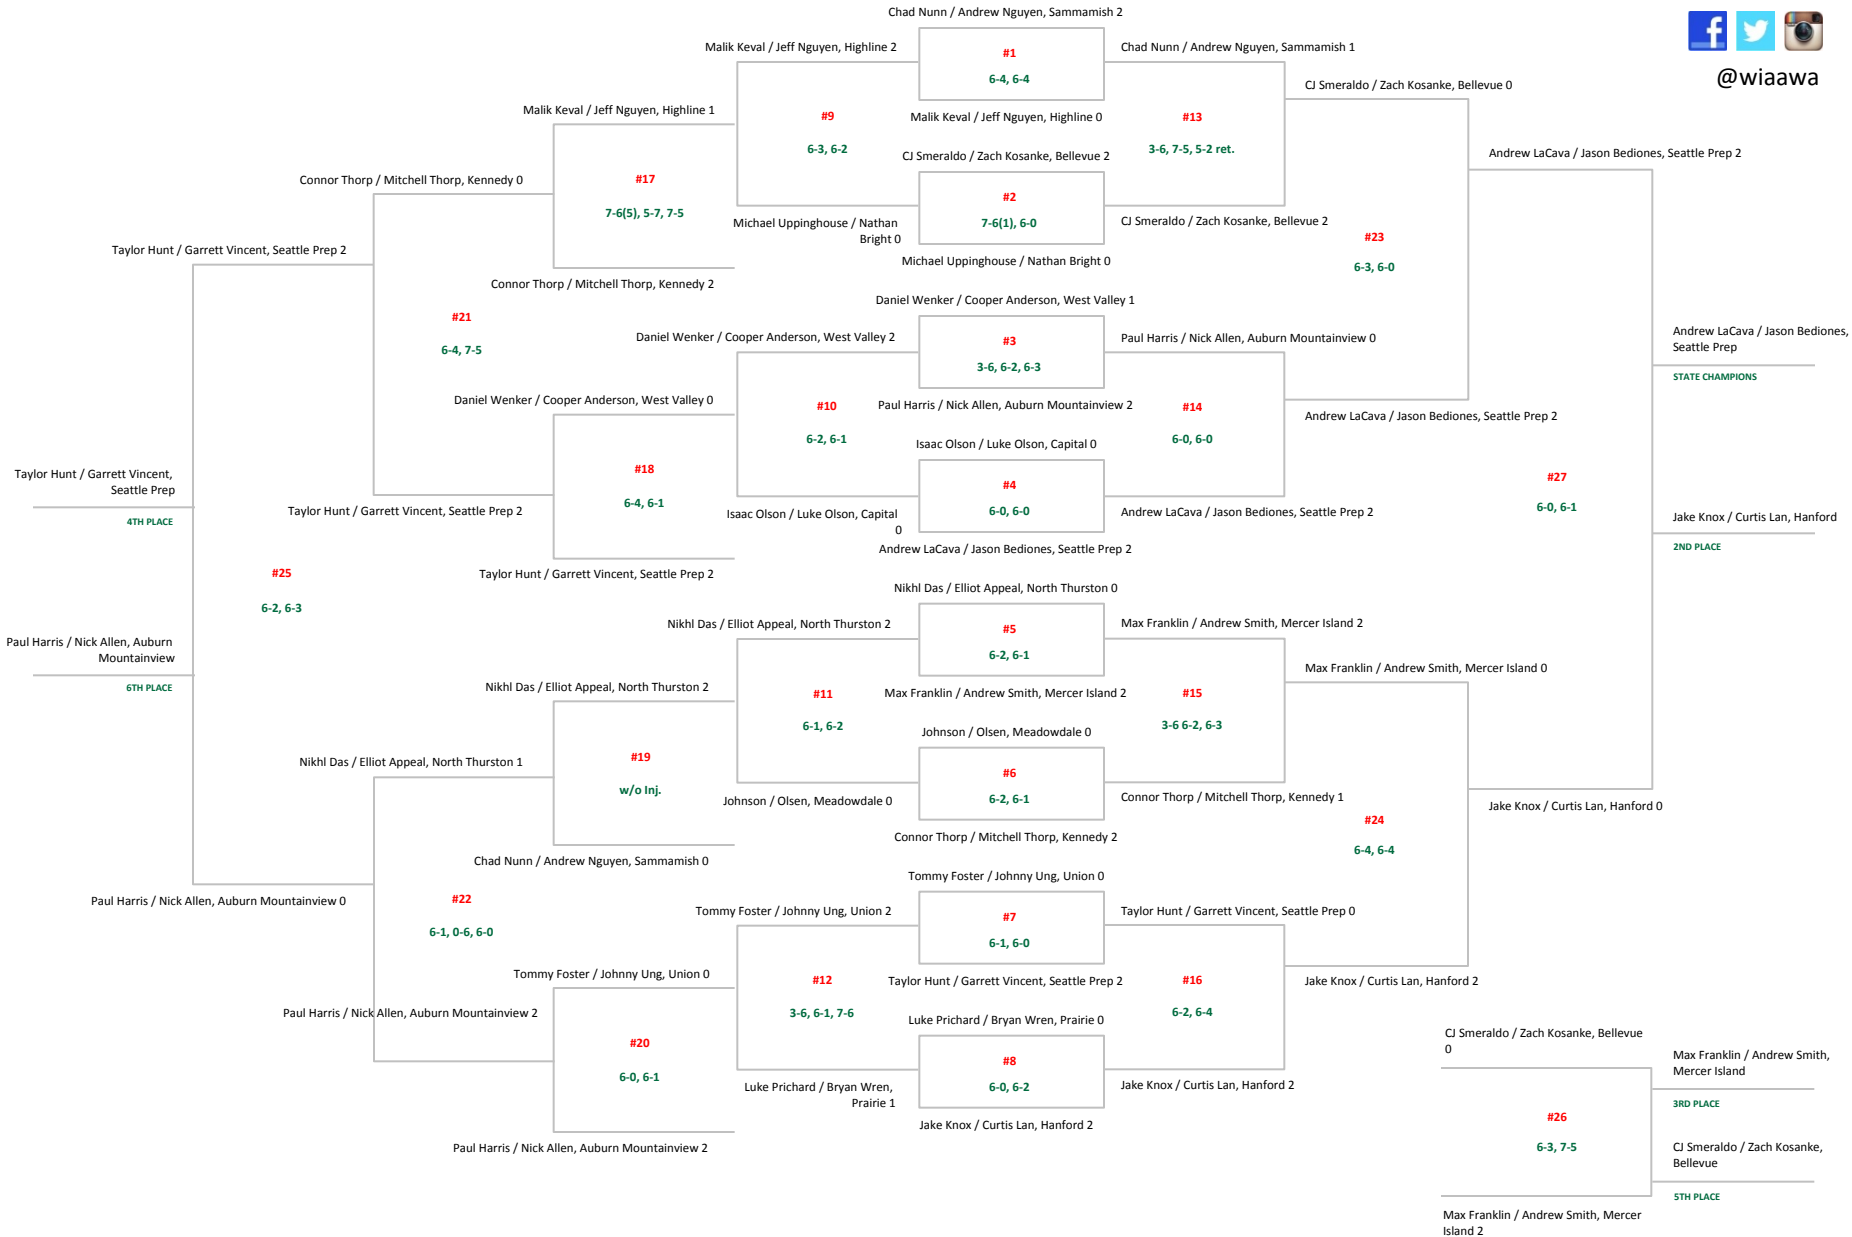 Chad Nunn / Andrew Nguyen, Sammamish 2
Malik Keval / Jeff Nguyen, Highline 2
#1
Chad Nunn / Andrew Nguyen, Sammamish 1
6-4, 6-4
@wiaawa
CJ Smeraldo / Zach Kosanke, Bellevue 0
Malik Keval / Jeff Nguyen, Highline 1
#9
Malik Keval / Jeff Nguyen, Highline 0
#13
6-3, 6-2
CJ Smeraldo / Zach Kosanke, Bellevue 2
3-6, 7-5, 5-2 ret.
Andrew LaCava / Jason Bediones, Seattle Prep 2
Connor Thorp / Mitchell Thorp, Kennedy 0
#17
#2
7-6(5), 5-7, 7-5
Michael Uppinghouse / Nathan
Bright 0
7-6(1), 6-0
CJ Smeraldo / Zach Kosanke, Bellevue 2
#23
Taylor Hunt / Garrett Vincent, Seattle Prep 2
Michael Uppinghouse / Nathan Bright 0
6-3, 6-0
Connor Thorp / Mitchell Thorp, Kennedy 2
Daniel Wenker / Cooper Anderson, West Valley 1
#21
Daniel Wenker / Cooper Anderson, West Valley 2
#3
Paul Harris / Nick Allen, Auburn Mountainview 0
Andrew LaCava / Jason Bediones,
Seattle Prep
6-4, 7-5
3-6, 6-2, 6-3
STATE CHAMPIONS
Daniel Wenker / Cooper Anderson, West Valley 0
#10
Paul Harris / Nick Allen, Auburn Mountainview 2
#14
Andrew LaCava / Jason Bediones, Seattle Prep 2
6-2, 6-1
Isaac Olson / Luke Olson, Capital 0
6-0, 6-0
Taylor Hunt / Garrett Vincent,
Seattle Prep
#18
#4
#27
4TH PLACE
Taylor Hunt / Garrett Vincent, Seattle Prep 2
6-4, 6-1
Isaac Olson / Luke Olson, Capital
0
6-0, 6-0
Andrew LaCava / Jason Bediones, Seattle Prep 2
6-0, 6-1
Jake Knox / Curtis Lan, Hanford
2ND PLACE
Andrew LaCava / Jason Bediones, Seattle Prep 2
#25
Taylor Hunt / Garrett Vincent, Seattle Prep 2
Nikhl Das / Elliot Appeal, North Thurston 0
6-2, 6-3
Nikhl Das / Elliot Appeal, North Thurston 2
#5
Max Franklin / Andrew Smith, Mercer Island 2
Paul Harris / Nick Allen, Auburn
Mountainview
6-2, 6-1
Max Franklin / Andrew Smith, Mercer Island 0
6TH PLACE
Nikhl Das / Elliot Appeal, North Thurston 2
#11
Max Franklin / Andrew Smith, Mercer Island 2
#15
6-1, 6-2
Johnson / Olsen, Meadowdale 0
3-6 6-2, 6-3
Nikhl Das / Elliot Appeal, North Thurston 1
#19
#6
w/o Inj.
Johnson / Olsen, Meadowdale 0
6-2, 6-1
Connor Thorp / Mitchell Thorp, Kennedy 1
Jake Knox / Curtis Lan, Hanford 0
#24
Connor Thorp / Mitchell Thorp, Kennedy 2
6-4, 6-4
Chad Nunn / Andrew Nguyen, Sammamish 0
Tommy Foster / Johnny Ung, Union 0
Paul Harris / Nick Allen, Auburn Mountainview 0
#22
Tommy Foster / Johnny Ung, Union 2
#7
Taylor Hunt / Garrett Vincent, Seattle Prep 0
6-1, 0-6, 6-0
6-1, 6-0
Tommy Foster / Johnny Ung, Union 0
#12
Taylor Hunt / Garrett Vincent, Seattle Prep 2
#16
Jake Knox / Curtis Lan, Hanford 2
Paul Harris / Nick Allen, Auburn Mountainview 2
3-6, 6-1, 7-6
Luke Prichard / Bryan Wren, Prairie 0
6-2, 6-4
#20
#8
CJ Smeraldo / Zach Kosanke, Bellevue
0
Max Franklin / Andrew Smith,
Mercer Island
6-0, 6-1
Luke Prichard / Bryan Wren,
Prairie 1
6-0, 6-2
Jake Knox / Curtis Lan, Hanford 2
3RD PLACE
Jake Knox / Curtis Lan, Hanford 2
#26
Paul Harris / Nick Allen, Auburn Mountainview 2
6-3, 7-5
CJ Smeraldo / Zach Kosanke,
Bellevue
5TH PLACE
Max Franklin / Andrew Smith, Mercer
Island 2